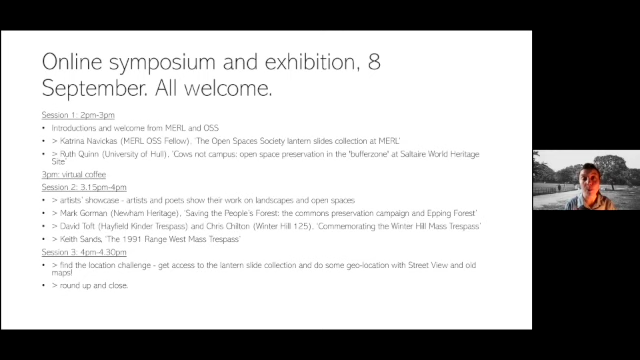 Online symposium and exhibition, 8
September. All welcome.
Session 1: 2pm-3pm
• Introductions and welcome from MERL and OSS
• > Katrina Navickas (MERL OSS Fellow), 'The Open Spaces Society lantern slides collection at MERL'
• > Ruth Quinn (University of Hull), 'Cows not campus: open space preservation in the "bufferzone" at Saltaire World Heritage
Site'
3pm: virtual coffee
Session 2: 3.15pm-4pm
• > artists' showcase - artists and poets show their work on landscapes and open spaces
• > Mark Gorman (Newham Heritage), 'Saving the People's Forest: the commons preservation campaign and Epping Forest'
• > David Toft (Hayfield Kinder Trespass) and Chris Chilton (Winter Hill 125), 'Commemorating the Winter Hill Mass Trespass'
• > Keith Sands, 'The 1991 Range West Mass Trespass'
Session 3: 4pm-4.30pm
• > find the location challenge - get access to the lantern slide collection and do some geo-location with Street View and old
maps!
• > round up and close.